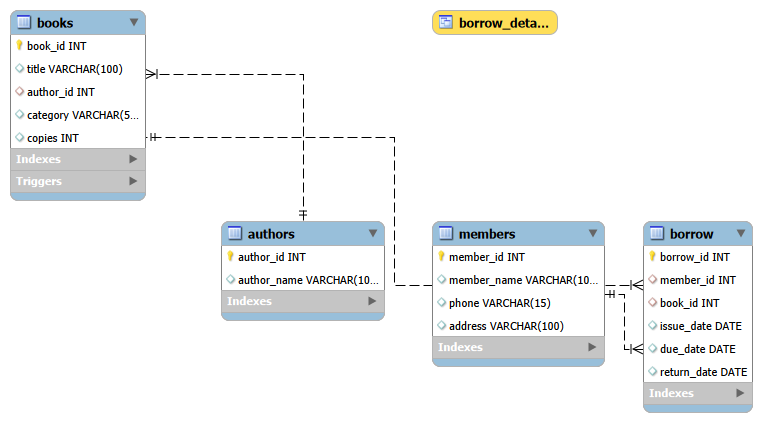 books
book_id INT
title VARCHAR(100)
author_id INT
category VARCHAR(5...
copies INT
Indexes
Triggers
borrow_deta...
authors
author_id INT
author_name VARCHAR(10...
Indexes
members
member_id INT
member_name VARCHAR(10...
phone VARCHAR(15)
address VARCHAR(100)
Indexes
borrow
borrow_id INT
member_id INT
book_id INT
issue_date DATE
due_date DATE
return_date DATE
Indexes